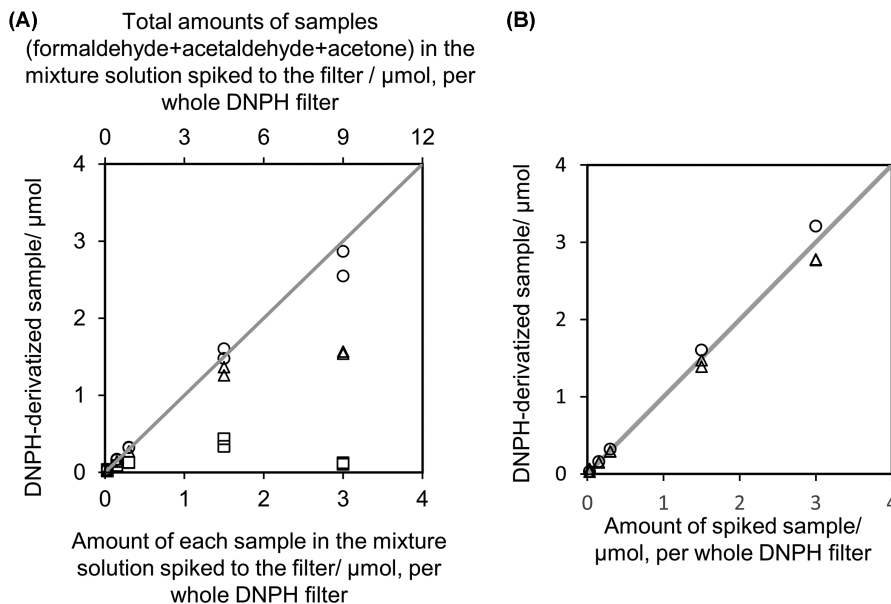 (A)
Total amounts of samples
(formaldehyde+acetaldehyde+acetone) in the
mixture solution spiked to the filter / µmol, per
whole DNPH filter
0 3 6 9 12
DNPH-derivatized sample/ µmol
4
3
2
1
0
0 1 2 3 4
Amount of each sample in the mixture
solution spiked to the filter/ µmol, per
whole DNPH filter
(B)
DNPH-derivatized sample/ µmol
4
3
2
1
0
0 1 2 3 4
Amount of spiked sample/
µmol, per whole DNPH filter